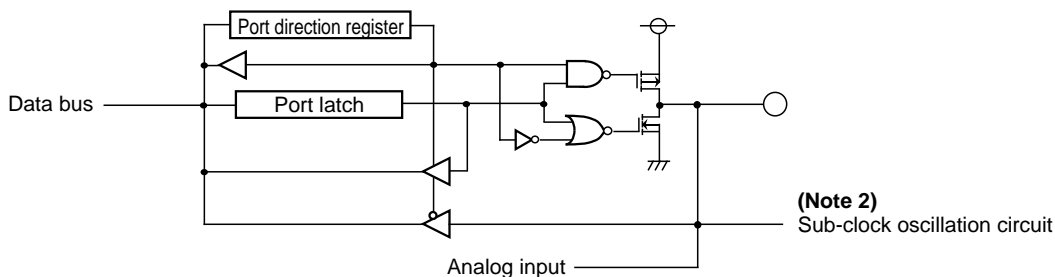 Port direction register
Data bus
Port latch
(Note 2)
Sub-clock oscillation circuit
Analog input